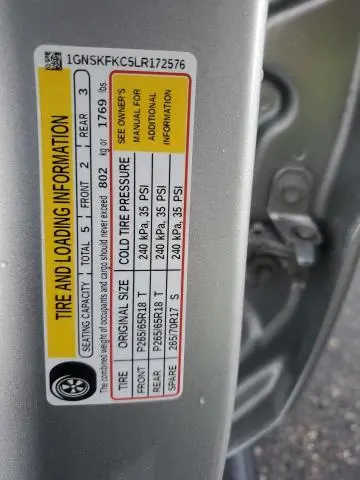 1GNSKFKC5LR172576
TIRE AND LOADING INFORMATION
SEATING CAPACITY TOTAL 5 FRONT 2 REAR 3
The combined weight of occupants and cargo should never exceed 802 kg or 1769 lbs.
TIRE ORIGINAL SIZE COLD TIRE PRESSURE
FRONT P265/65R18 T 240 kPa, 35 PSI
REAR P265/65R18 T 240 kPa, 35 PSI
SPARE 265/70R17 S 240 kPa, 35 PSI
SEE OWNER'S
MANUAL FOR
ADDITIONAL
INFORMATION